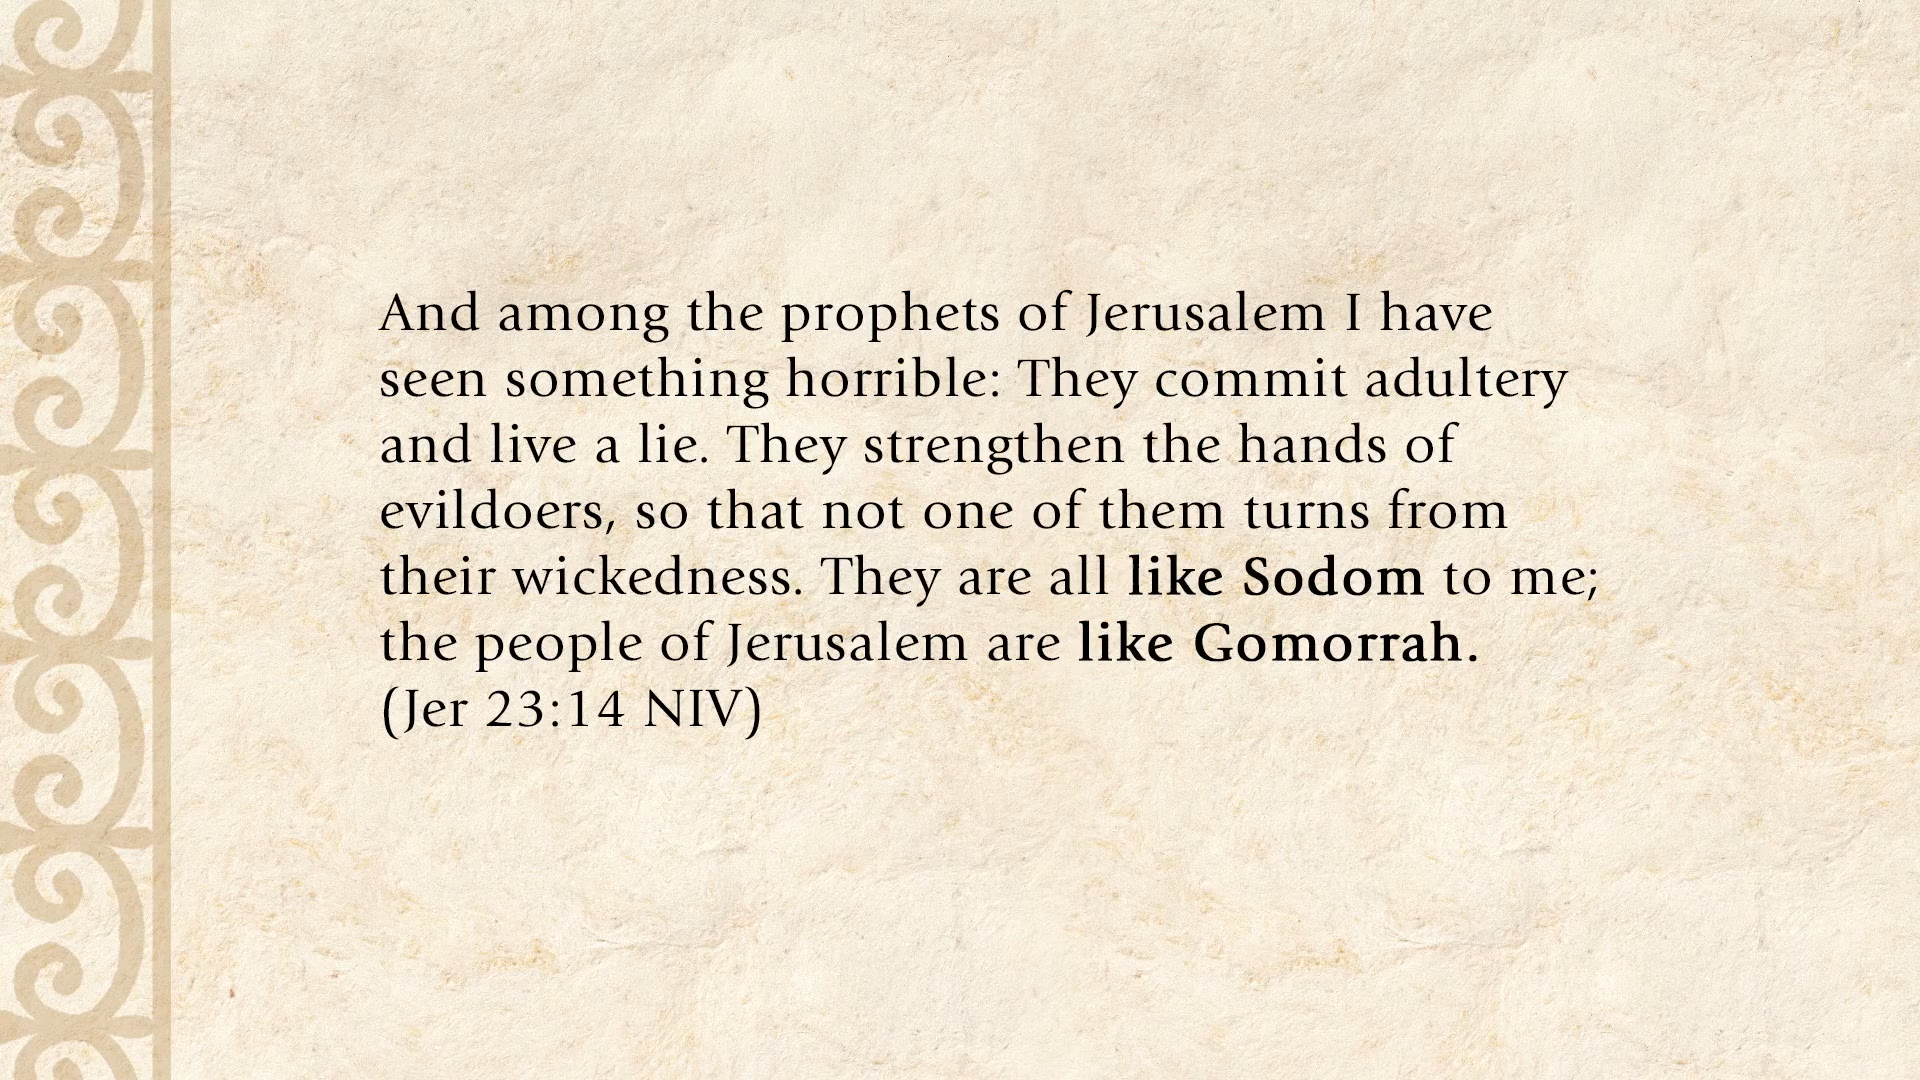 And among the prophets of Jerusalem I have
seen something horrible: They commit adultery
and live a lie. They strengthen the hands of
evildoers, so that not one of them turns from
their wickedness. They are all like Sodom to me;
the people of Jerusalem are like Gomorrah.
(Jer 23:14 NIV)